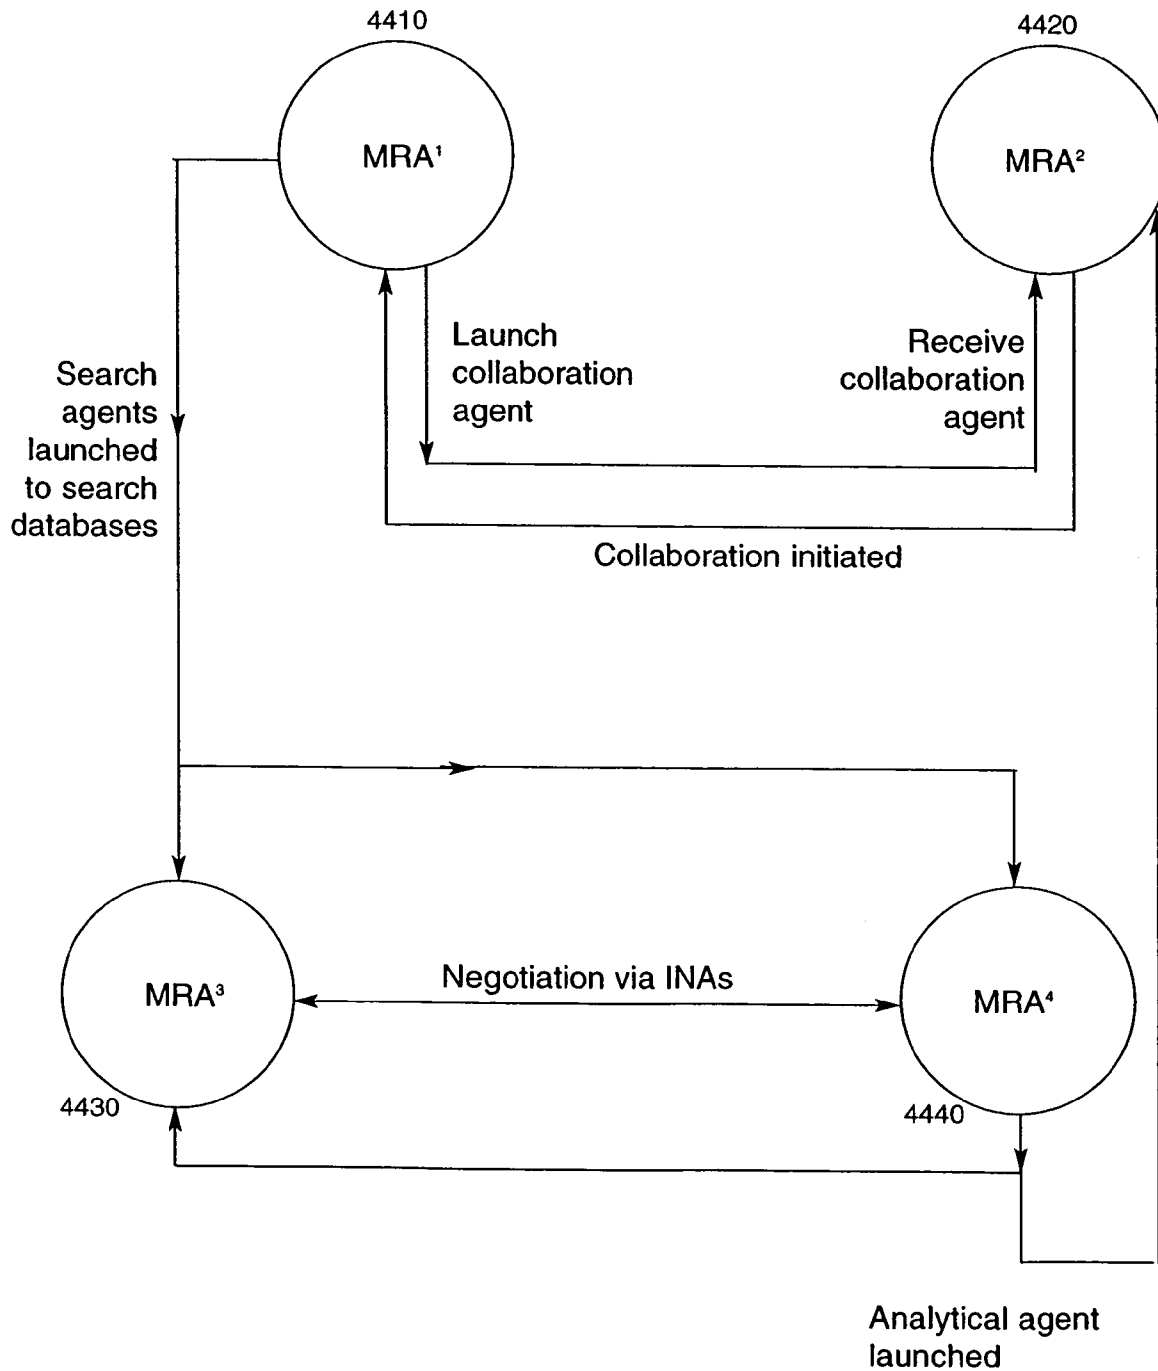 4410
4420
MRA¹
MRA²
Launch
collaboration
agent
Receive
collaboration
agent
Search
agents
launched
to search
databases
Collaboration initiated
Negotiation via INAs
MRA³
MRA⁴
4430
4440
Analytical agent
launched